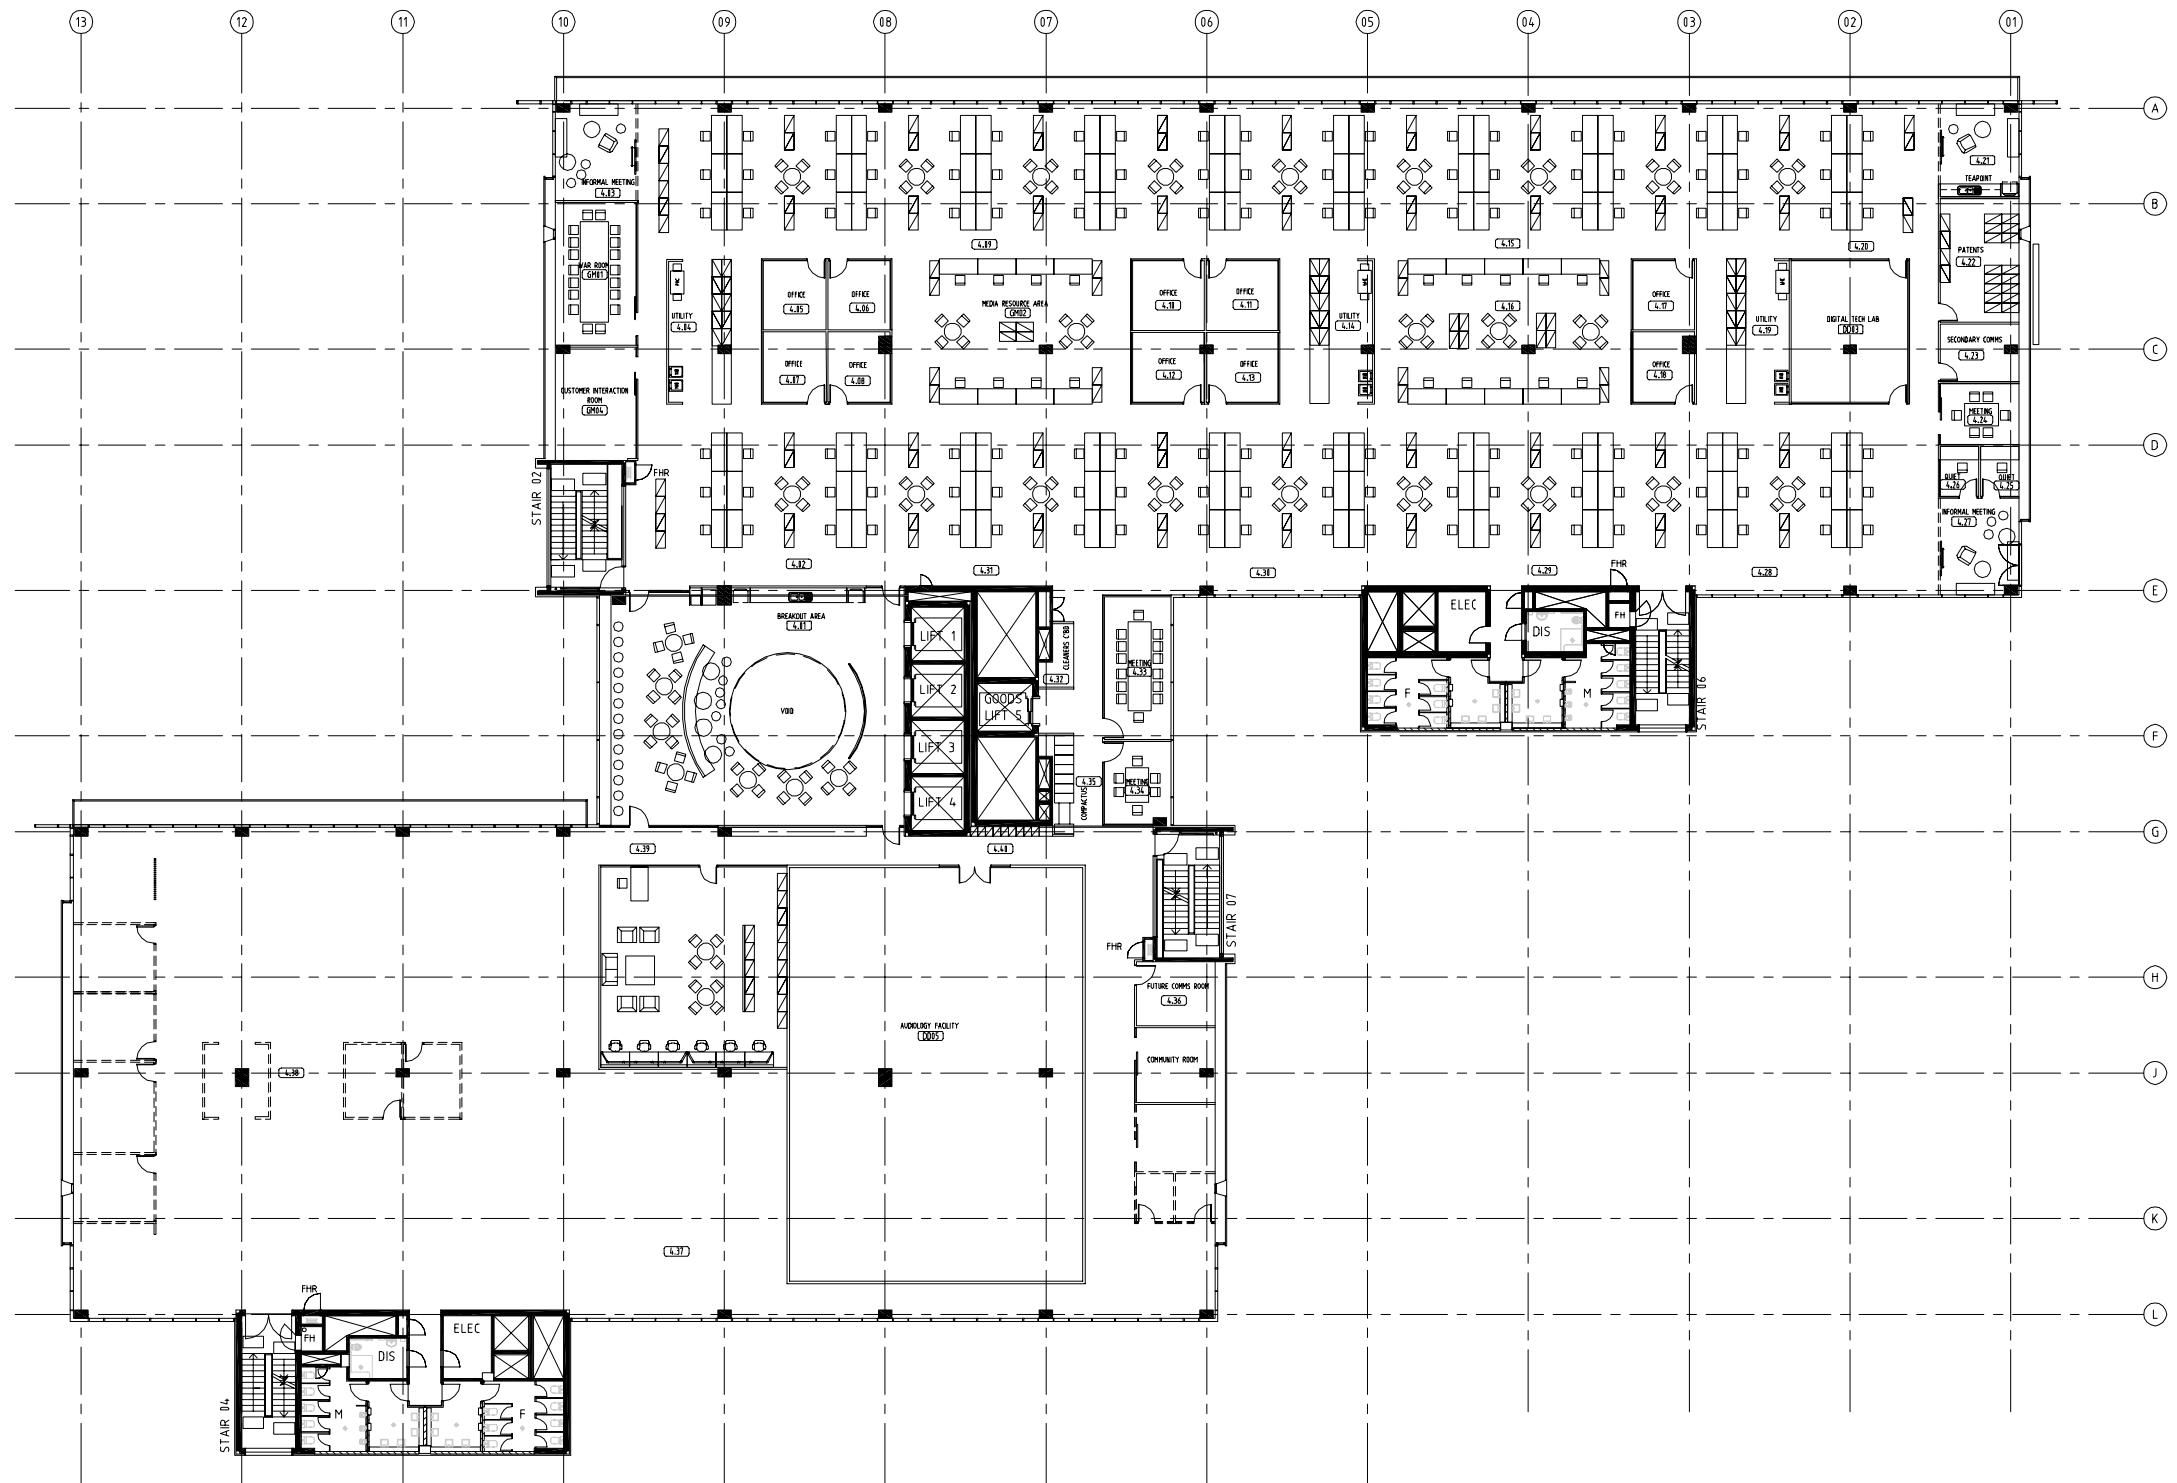 13 12 11 10 09 08 07 06 05 04 03 02 01
A
4.21
INFORMAL MEETING
4.03
TEAPOINT
B
4.09
4.15
4.20
PATENTS
4.22
WAR ROOM
GM01
OFFICE
4.05
OFFICE
4.06
MEDIA RESOURCE AREA
GM02
OFFICE
4.10
OFFICE
4.11
4.16
OFFICE
4.17
UTILITY
4.04
UTILITY
4.14
UTILITY
4.19
DIGITAL TECH LAB
DD03
SECONDARY COMMS
4.23
C
OFFICE
4.07
OFFICE
4.08
OFFICE
4.12
OFFICE
4.13
OFFICE
4.18
CUSTOMER INTERACTION
ROOM
GM04
MEETING
4.24
D
STAIR 02
FHR
QUIET
4.26
QUIET
4.25
INFORMAL MEETING
4.27
4.02
4.31
4.30
4.29
FHR
4.28
E
BREAKOUT AREA
4.01
LIFT 1
LIFT 2
LIFT 3
LIFT 4
GOODS
LIFT 5
CLEANERS C'BD
4.32
MEETING
4.33
ELEC
DIS
FH
F
M
STAIR 06
VOID
F
4.35
COMPACTUS
MEETING
4.34
G
4.39
4.40
STAIR 07
FHR
H
FUTURE COMMS ROOM
4.36
AUDIOLOGY FACILITY
DD05
COMMUNITY ROOM
4.38
J
K
4.37
FHR
L
FH
DIS
ELEC
M
F
STAIR 04